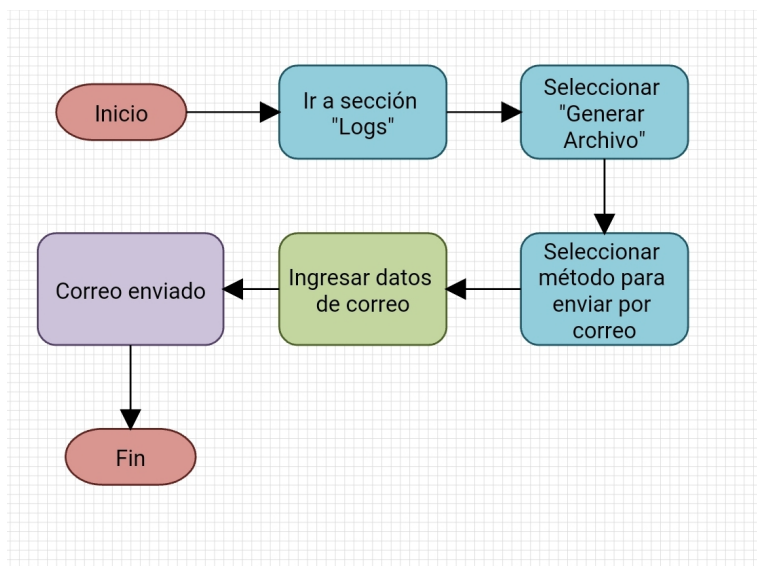 Inicio
Ir a sección
"Logs"
Seleccionar
"Generar
Archivo"
Seleccionar
método para
enviar por
correo
Ingresar datos
de correo
Correo enviado
Fin